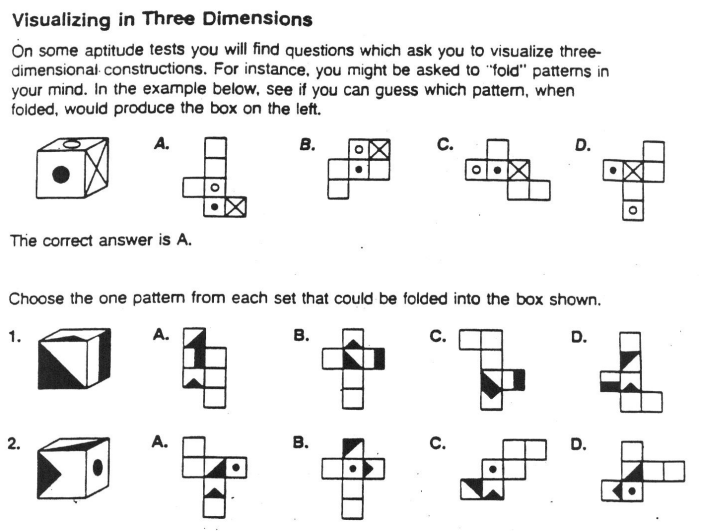 Visualizing in Three Dimensions
On some aptitude tests you will find questions which ask you to visualize three-
dimensional constructions. For instance, you might be asked to "fold" patterns in
your mind. In the example below, see if you can guess which pattern, when
folded, would produce the box on the left.
A. B. C. D.
The correct answer is A.
Choose the one pattern from each set that could be folded into the box shown.
1. A. B. C. D.
2. A. B. C. D.